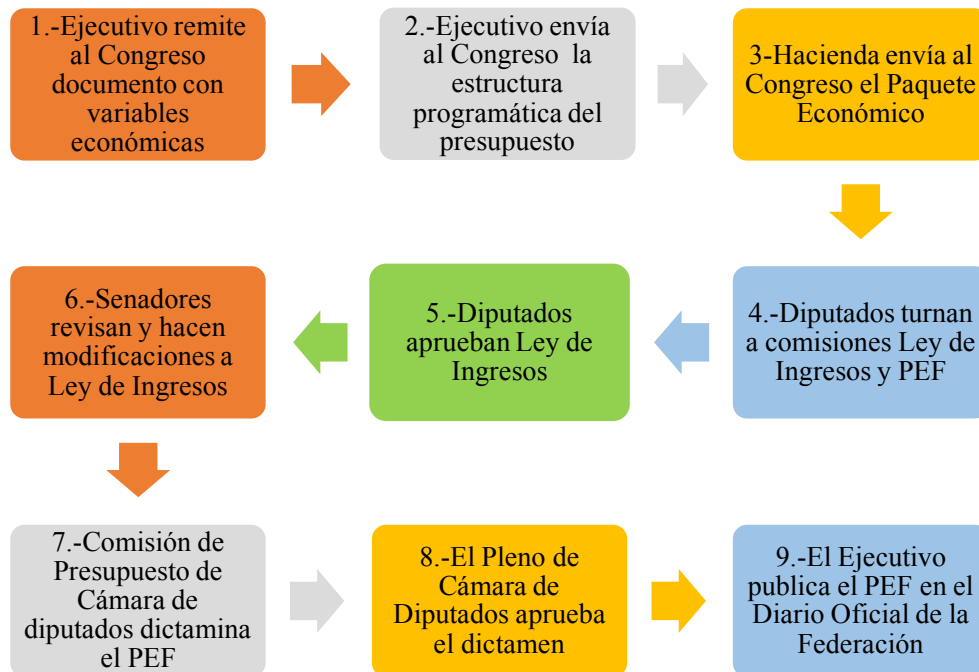 1.-Ejecutivo remite
al Congreso
documento con
variables
económicas
2.-Ejecutivo envía
al Congreso la
estructura
programática del
presupuesto
3-Hacienda envía al
Congreso el Paquete
Económico
4.-Diputados turnan
a comisiones Ley de
Ingresos y PEF
5.-Diputados
aprueban Ley de
Ingresos
6.-Senadores
revisan y hacen
modificaciones a
Ley de Ingresos
7.-Comisión de
Presupuesto de
Cámara de
diputados dictamina
el PEF
8.-El Pleno de
Cámara de
Diputados aprueba
el dictamen
9.-El Ejecutivo
publica el PEF en el
Diario Oficial de la
Federación